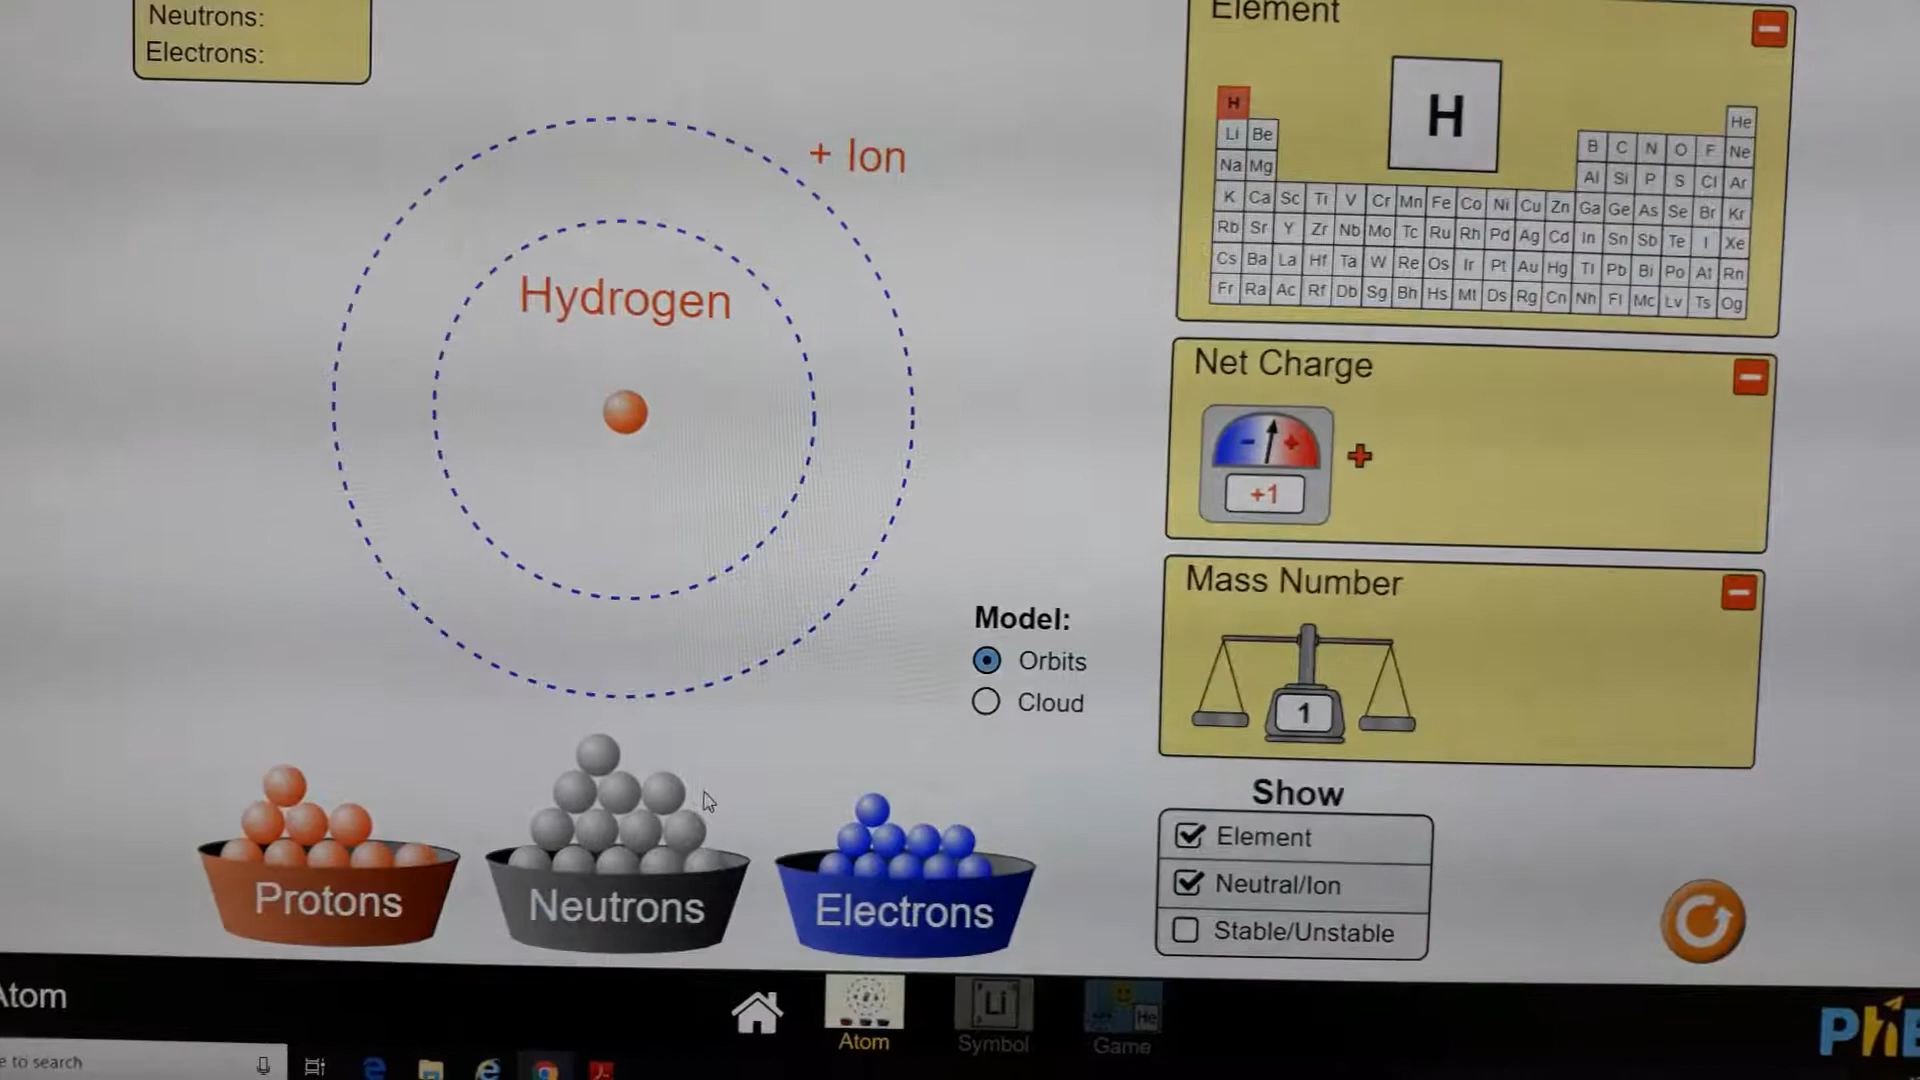 Neutrons:
Electrons:
+ Ion
Hydrogen
Element
H
H
He
Li Be B C N O F Ne
Na Mg Al Si P S Cl Ar
K Ca Sc Ti V Cr Mn Fe Co Ni Cu Zn Ga Ge As Se Br Kr
Rb Sr Y Zr Nb Mo Tc Ru Rh Pd Ag Cd In Sn Sb Te I Xe
Cs Ba La Hf Ta W Re Os Ir Pt Au Hg Tl Pb Bi Po At Rn
Fr Ra Ac Rf Db Sg Bh Hs Mt Ds Rg Cn Nh Fl Mc Lv Ts Og
Net Charge
- +
+1
+
Mass Number
1
Model:
Orbits
Cloud
Protons
Neutrons
Electrons
Show
Element
Neutral/Ion
Stable/Unstable
Atom
Li
He
Atom
Symbol
Game
PhE
e to search